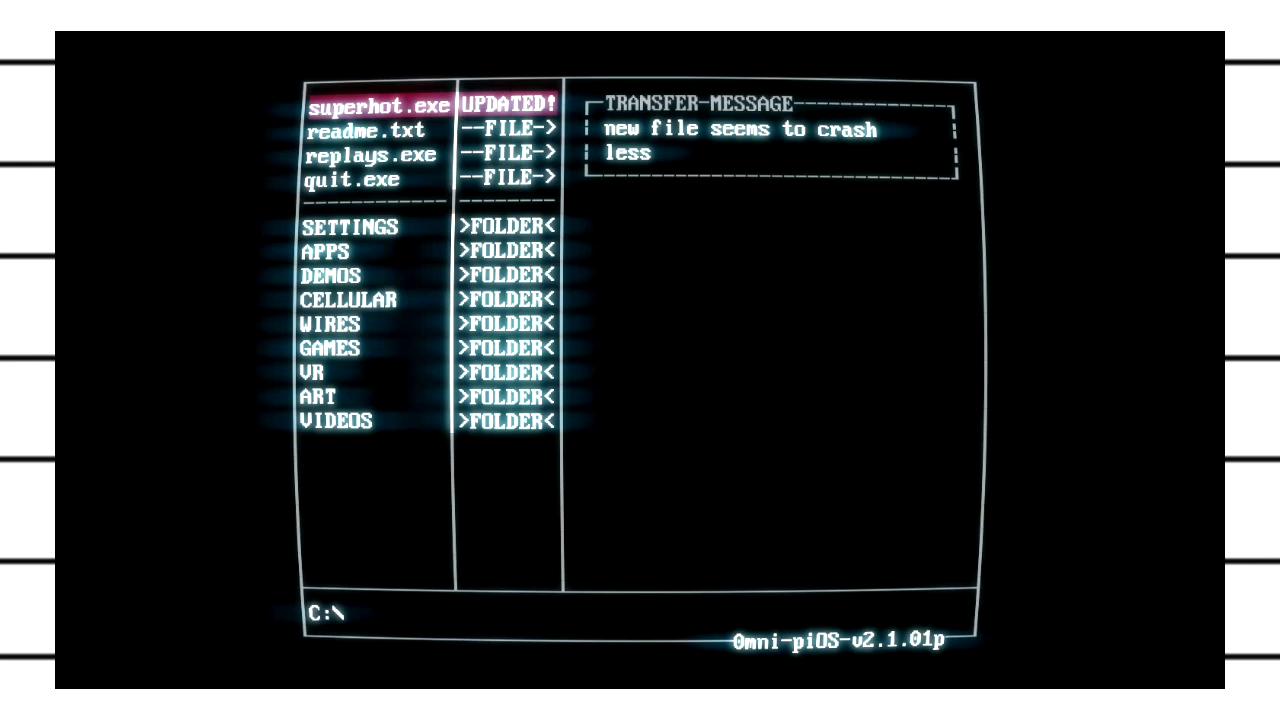 superhot.exe UPDATED!
readme.txt --FILE->
replays.exe --FILE->
quit.exe --FILE->
SETTINGS >FOLDER<
APPS >FOLDER<
DEMOS >FOLDER<
CELLULAR >FOLDER<
WIRES >FOLDER<
GAMES >FOLDER<
VR >FOLDER<
ART >FOLDER<
VIDEOS >FOLDER<
TRANSFER-MESSAGE
new file seems to crash
less
C:\
Omni-piOS-v2.1.01p